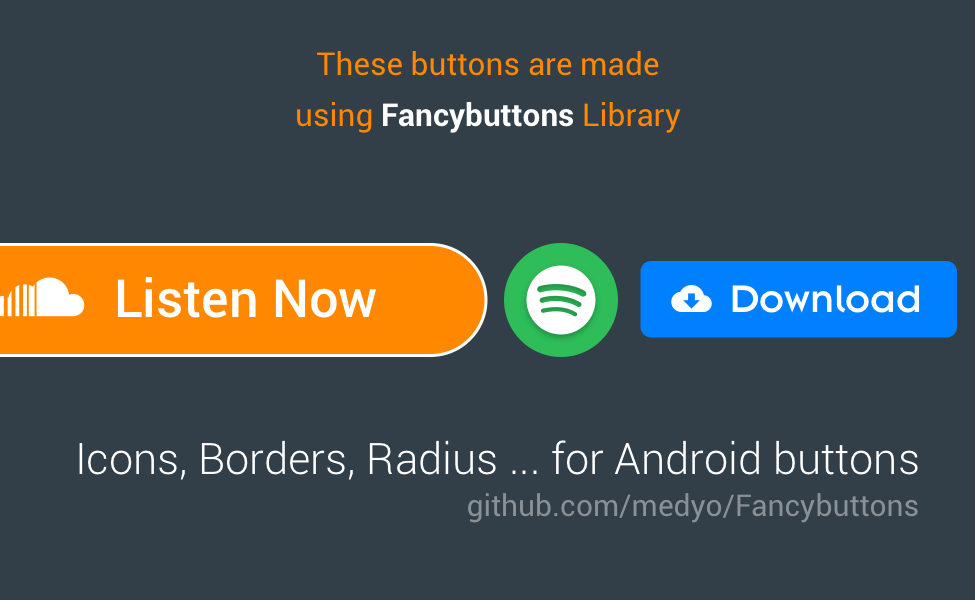 These buttons are made
using Fancybuttons Library
Listen Now
Download
Icons, Borders, Radius ... for Android buttons
github.com/medyo/Fancybuttons